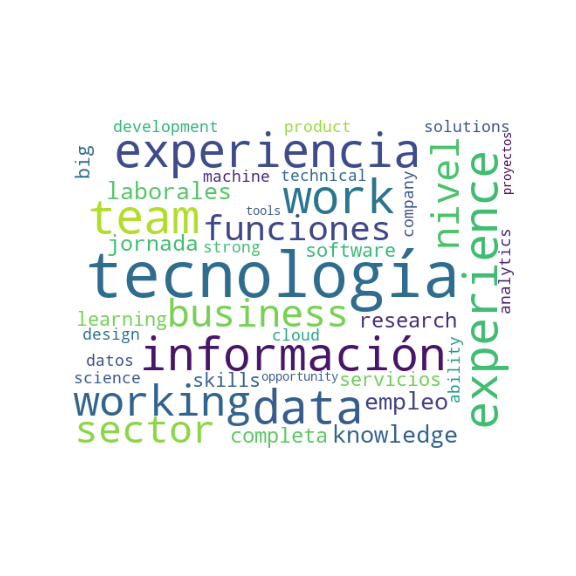 development
product
solutions
big
experiencia
proyectos
machine
technical
laborales
work
company
nivel
experience
team
tools
funciones
jornada
strong
software
analytics
tecnología
business
learning
research
design
cloud
información
ability
datos
science
skills
opportunity
servicios
working
data
empleo
sector
completa
knowledge